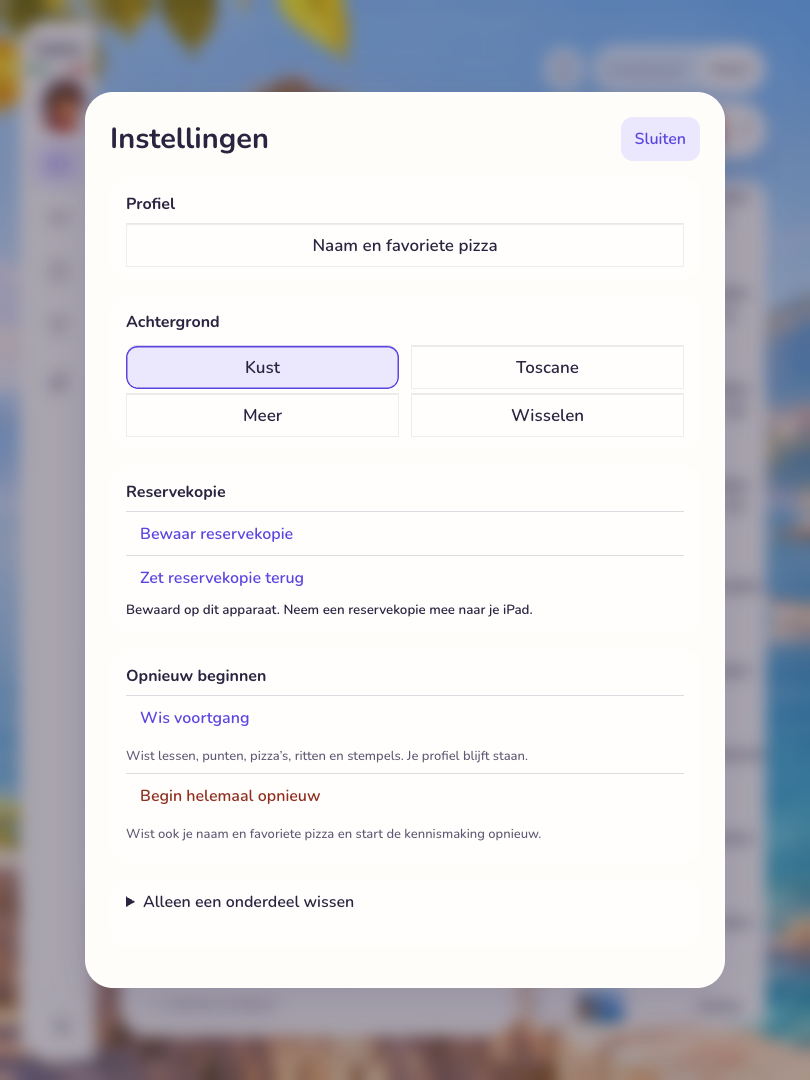 Instellingen
Sluiten
Profiel
Naam en favoriete pizza
Achtergrond
Kust
Toscane
Meer
Wisselen
Reservekopie
Bewaar reservekopie
Zet reservekopie terug
Bewaard op dit apparaat. Neem een reservekopie mee naar je iPad.
Opnieuw beginnen
Wis voortgang
Wist lessen, punten, pizza’s, ritten en stempels. Je profiel blijft staan.
Begin helemaal opnieuw
Wist ook je naam en favoriete pizza en start de kennismaking opnieuw.
Alleen een onderdeel wissen